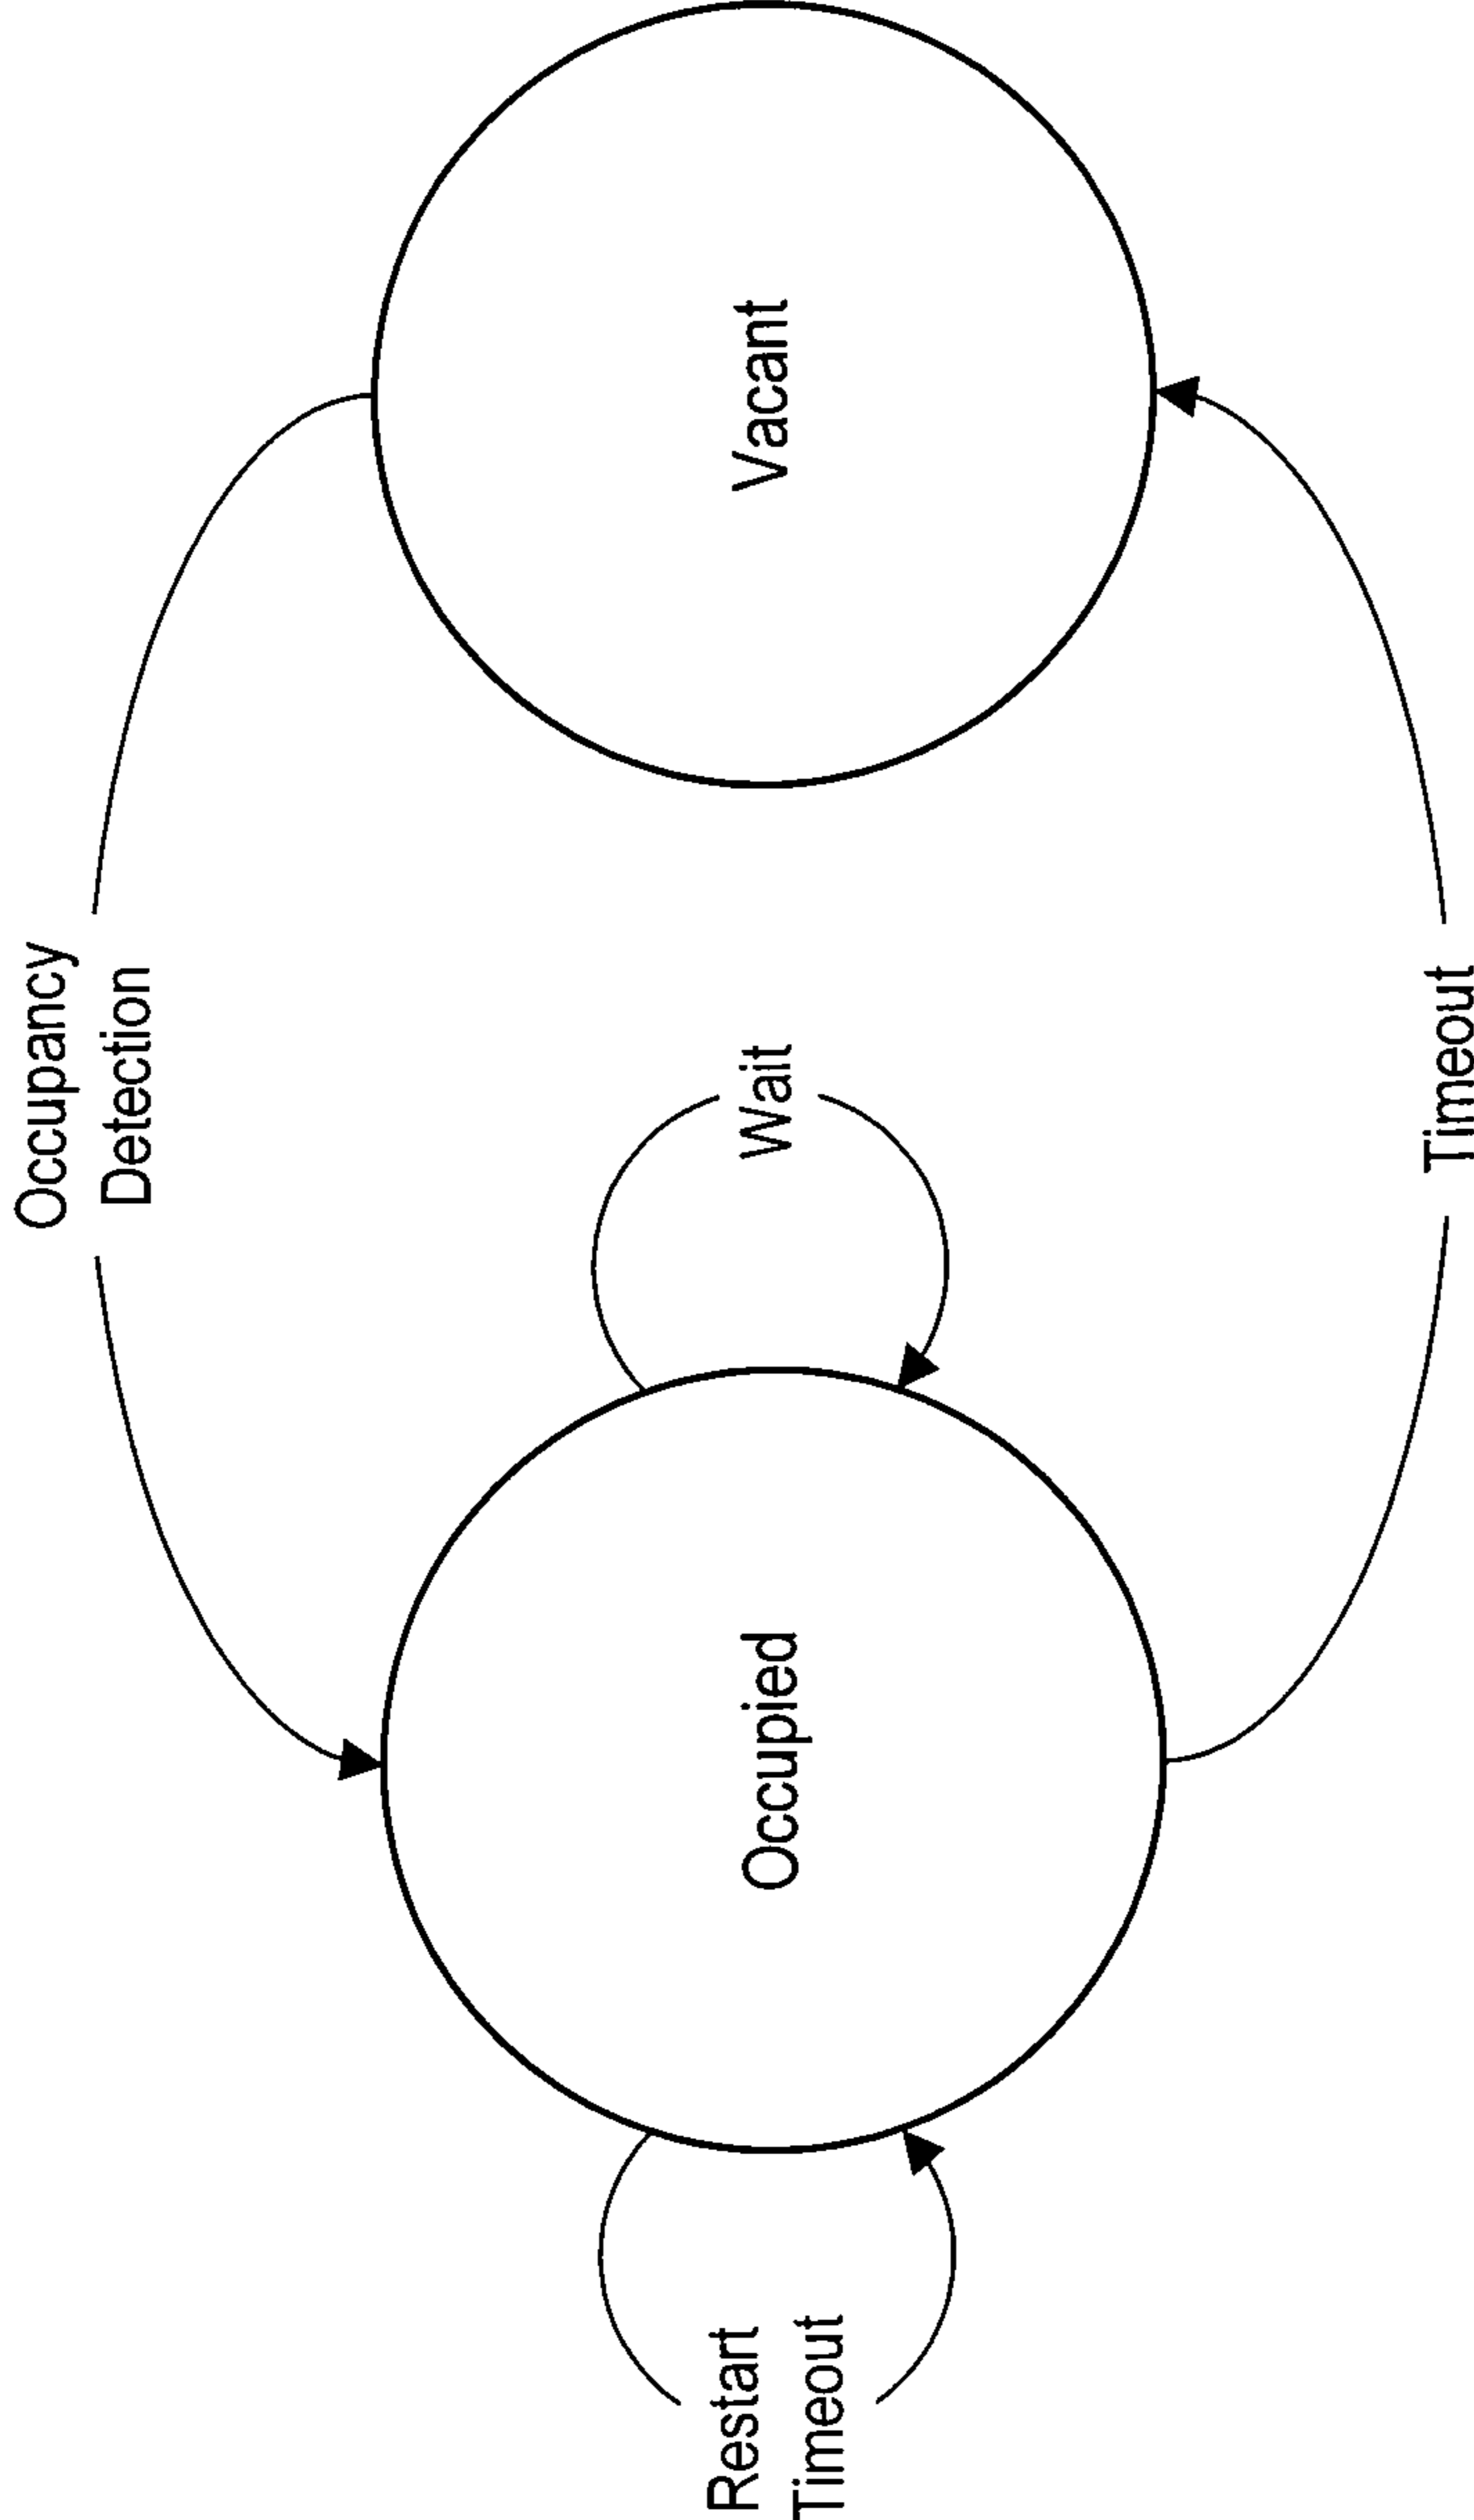 Occupancy
Detection
Restart
Timeout
Occupied
Wait
Vacant
Timeout